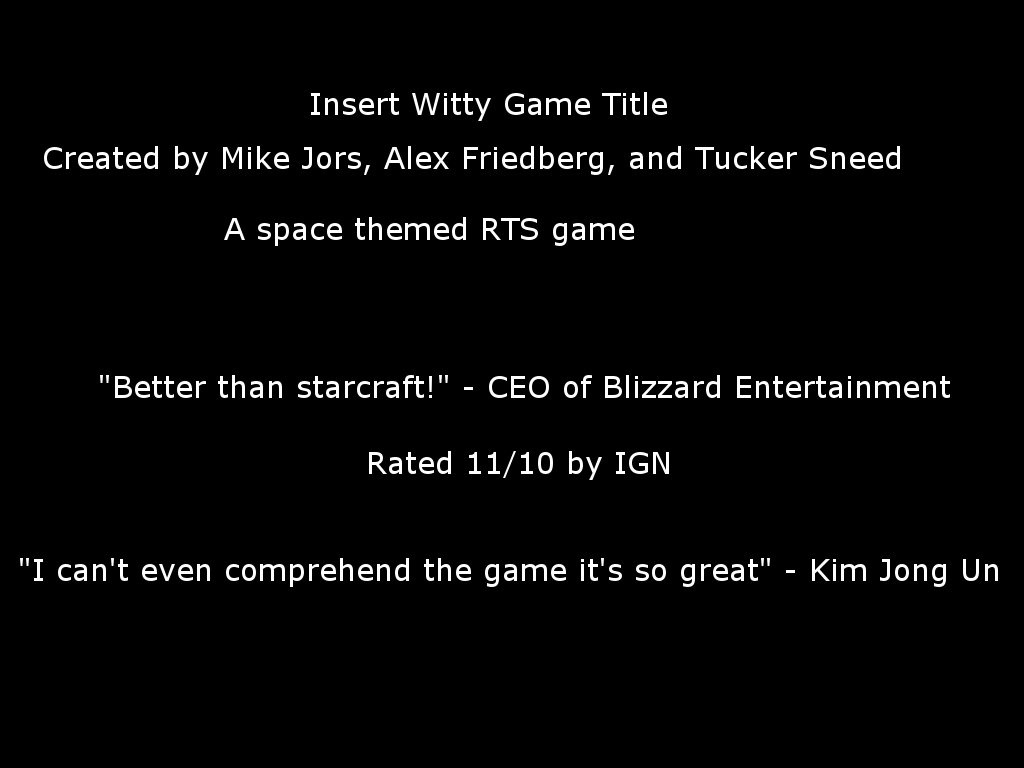 Insert Witty Game Title
Created by Mike Jors, Alex Friedberg, and Tucker Sneed
A space themed RTS game
"Better than starcraft!" - CEO of Blizzard Entertainment
Rated 11/10 by IGN
"I can't even comprehend the game it's so great" - Kim Jong Un